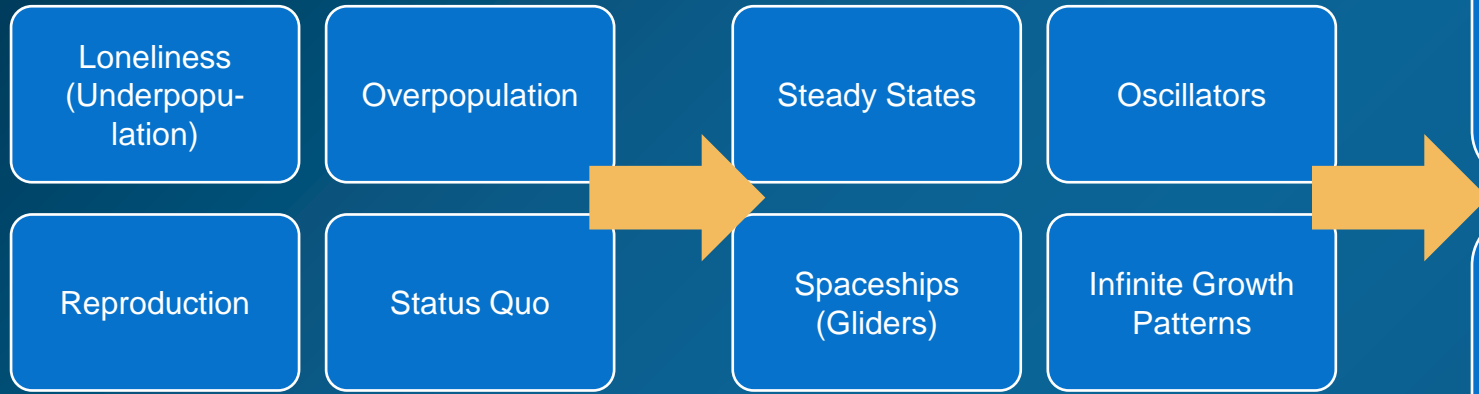 Loneliness
(Underpopu-
lation)
Overpopulation
Steady States
Oscillators
Reproduction
Status Quo
Spaceships
(Gliders)
Infinite Growth
Patterns